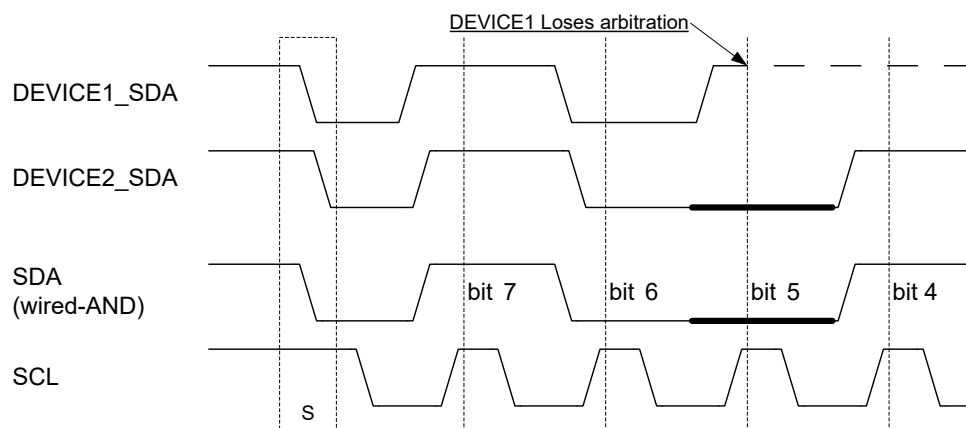 DEVICE1 Loses arbitration
DEVICE1_SDA
DEVICE2_SDA
SDA
(wired-AND)
bit 7 bit 6 bit 5 bit 4
SCL
S